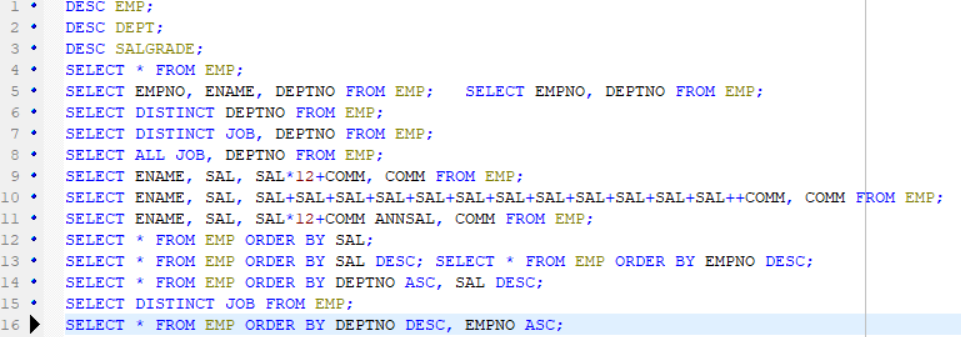 1 DESC EMP;
2 DESC DEPT;
3 DESC SALGRADE;
4 SELECT * FROM EMP;
5 SELECT EMPNO, ENAME, DEPTNO FROM EMP;   SELECT EMPNO, DEPTNO FROM EMP;
6 SELECT DISTINCT DEPTNO FROM EMP;
7 SELECT DISTINCT JOB, DEPTNO FROM EMP;
8 SELECT ALL JOB, DEPTNO FROM EMP;
9 SELECT ENAME, SAL, SAL*12+COMM, COMM FROM EMP;
10 SELECT ENAME, SAL, SAL+SAL+SAL+SAL+SAL+SAL+SAL+SAL+SAL+SAL+SAL+SAL++COMM, COMM FROM EMP;
11 SELECT ENAME, SAL, SAL*12+COMM ANNSAL, COMM FROM EMP;
12 SELECT * FROM EMP ORDER BY SAL;
13 SELECT * FROM EMP ORDER BY SAL DESC; SELECT * FROM EMP ORDER BY EMPNO DESC;
14 SELECT * FROM EMP ORDER BY DEPTNO ASC, SAL DESC;
15 SELECT DISTINCT JOB FROM EMP;
16 SELECT * FROM EMP ORDER BY DEPTNO DESC, EMPNO ASC;